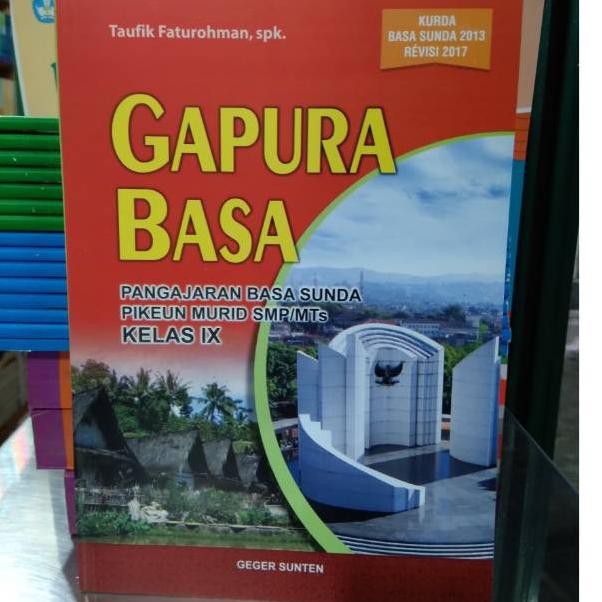 Taufik Faturohman, spk.
KURDA
BASA SUNDA 2013
RÉVISI 2017
GAPURA
BASA
PANGAJARAN BASA SUNDA
PIKEUN MURID SMP/MTs
KELAS IX
GEGER SUNTEN